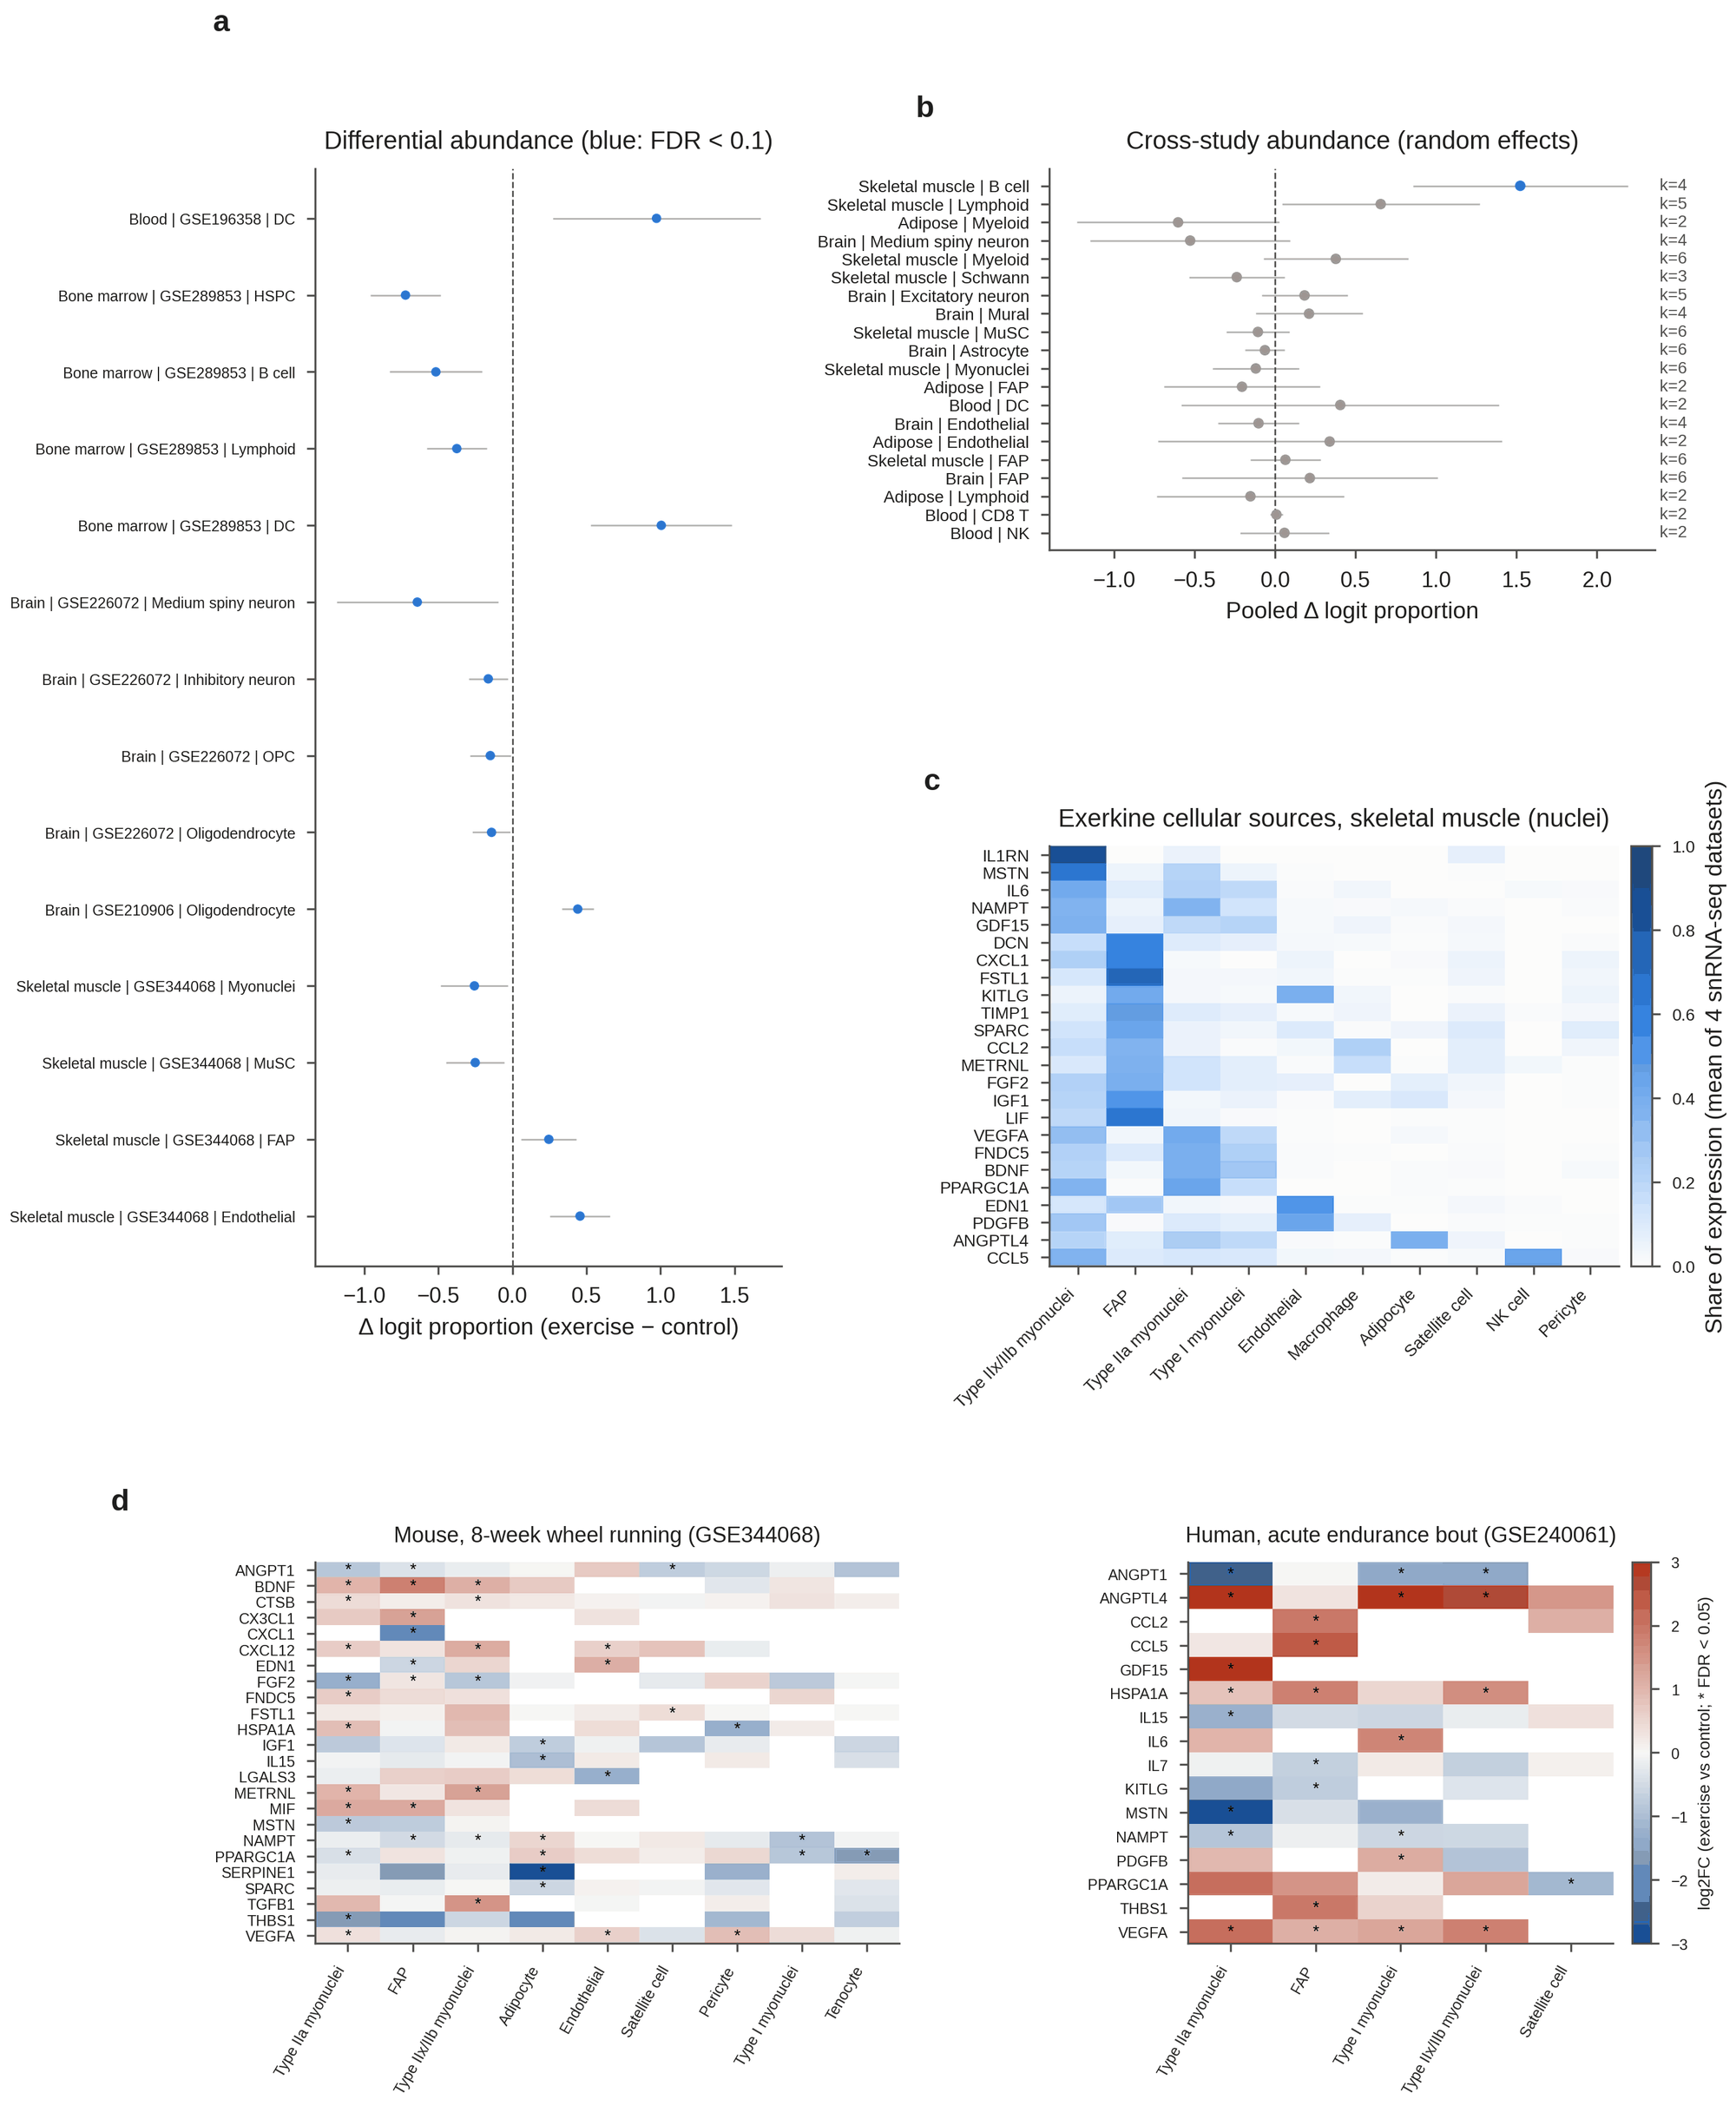 a
Differential abundance (blue: FDR < 0.1)
Blood | GSE196358 | DC
Bone marrow | GSE289853 | HSPC
Bone marrow | GSE289853 | B cell
Bone marrow | GSE289853 | Lymphoid
Bone marrow | GSE289853 | DC
Brain | GSE226072 | Medium spiny neuron
Brain | GSE226072 | Inhibitory neuron
Brain | GSE226072 | OPC
Brain | GSE226072 | Oligodendrocyte
Brain | GSE210906 | Oligodendrocyte
Skeletal muscle | GSE344068 | Myonuclei
Skeletal muscle | GSE344068 | MuSC
Skeletal muscle | GSE344068 | FAP
Skeletal muscle | GSE344068 | Endothelial
−1.0 −0.5 0.0 0.5 1.0 1.5
Δ logit proportion (exercise − control)
b
Cross-study abundance (random effects)
Skeletal muscle | B cell k=4
Skeletal muscle | Lymphoid k=5
Adipose | Myeloid k=2
Brain | Medium spiny neuron k=4
Skeletal muscle | Myeloid k=6
Skeletal muscle | Schwann k=3
Brain | Excitatory neuron k=5
Brain | Mural k=4
Skeletal muscle | MuSC k=6
Brain | Astrocyte k=6
Skeletal muscle | Myonuclei k=6
Adipose | FAP k=2
Blood | DC k=2
Brain | Endothelial k=4
Adipose | Endothelial k=2
Skeletal muscle | FAP k=6
Brain | FAP k=6
Adipose | Lymphoid k=2
Blood | CD8 T k=2
Blood | NK k=2
−1.0 −0.5 0.0 0.5 1.0 1.5 2.0
Pooled Δ logit proportion
c
Exerkine cellular sources, skeletal muscle (nuclei)
IL1RN
MSTN
IL6
NAMPT
GDF15
DCN
CXCL1
FSTL1
KITLG
TIMP1
SPARC
CCL2
METRNL
FGF2
IGF1
LIF
VEGFA
FNDC5
BDNF
PPARGC1A
EDN1
PDGFB
ANGPTL4
CCL5
Type IIx/IIb myonuclei
FAP
Type IIa myonuclei
Type I myonuclei
Endothelial
Macrophage
Adipocyte
Satellite cell
NK cell
Pericyte
1.0
0.8
0.6
0.4
0.2
0.0
Share of expression (mean of 4 snRNA-seq datasets)
d
Mouse, 8-week wheel running (GSE344068)
ANGPT1 * * *
BDNF * * *
CTSB * *
CX3CL1 *
CXCL1 *
CXCL12 * * *
EDN1 * *
FGF2 * * *
FNDC5 *
FSTL1 *
HSPA1A * *
IGF1 *
IL15 *
LGALS3 *
METRNL * *
MIF * *
MSTN *
NAMPT * * * *
PPARGC1A * * * *
SERPINE1 *
SPARC *
TGFB1 *
THBS1 *
VEGFA * * *
Type IIa myonuclei
FAP
Type IIx/IIb myonuclei
Adipocyte
Endothelial
Satellite cell
Pericyte
Type I myonuclei
Tenocyte
Human, acute endurance bout (GSE240061)
ANGPT1 * * *
ANGPTL4 * * *
CCL2 *
CCL5 *
GDF15 *
HSPA1A * * *
IL15 *
IL6 *
IL7 *
KITLG *
MSTN *
NAMPT * *
PDGFB *
PPARGC1A *
THBS1 *
VEGFA * * * *
Type IIa myonuclei
FAP
Type I myonuclei
Type IIx/IIb myonuclei
Satellite cell
3
2
1
0
−1
−2
−3
log2FC (exercise vs control; * FDR < 0.05)